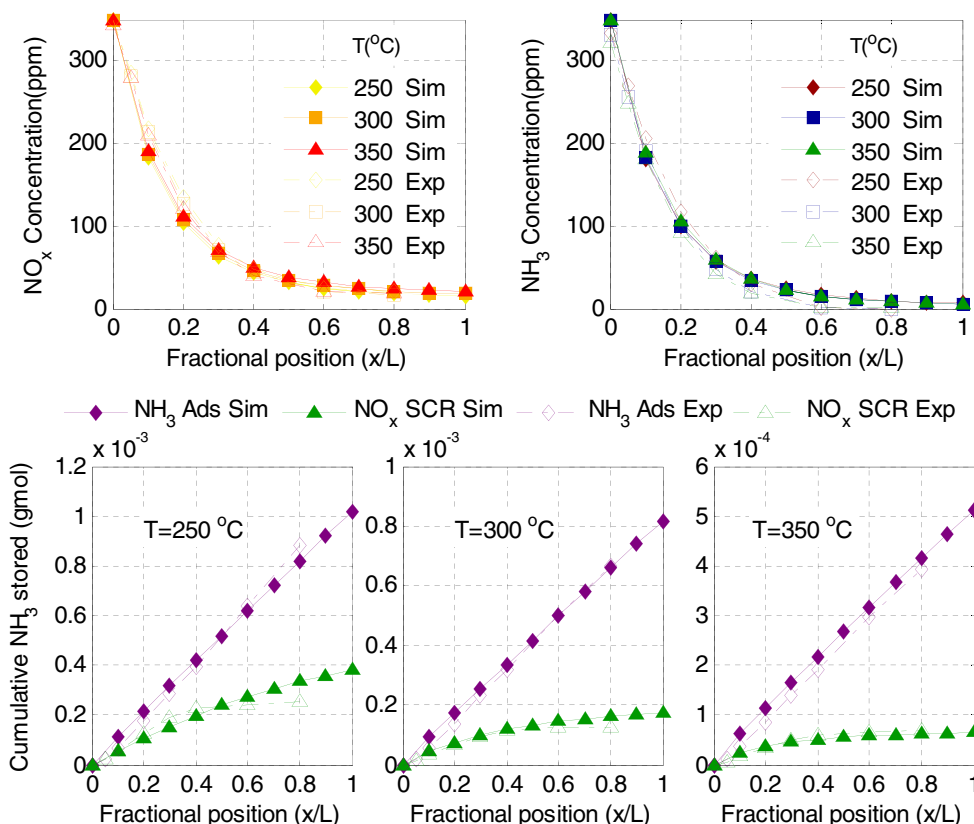 T(°C)
250 Sim
300 Sim
350 Sim
250 Exp
300 Exp
350 Exp
NOx Concentration(ppm)
300
200
100
0
0 0.2 0.4 0.6 0.8 1
Fractional position (x/L)
T(°C)
250 Sim
300 Sim
350 Sim
250 Exp
300 Exp
350 Exp
NH3 Concentration(ppm)
300
200
100
0
0 0.2 0.4 0.6 0.8 1
Fractional position (x/L)
NH3 Ads Sim NOx SCR Sim NH3 Ads Exp NOx SCR Exp
x 10-3
1.2
1
0.8
0.6
0.4
0.2
0
Cumulative NH3 stored (gmol)
T=250 °C
0 0.2 0.4 0.6 0.8 1
Fractional position (x/L)
x 10-3
1
0.8
0.6
0.4
0.2
0
T=300 °C
0 0.2 0.4 0.6 0.8 1
Fractional position (x/L)
x 10-4
6
5
4
3
2
1
0
T=350 °C
0 0.2 0.4 0.6 0.8 1
Fractional position (x/L)